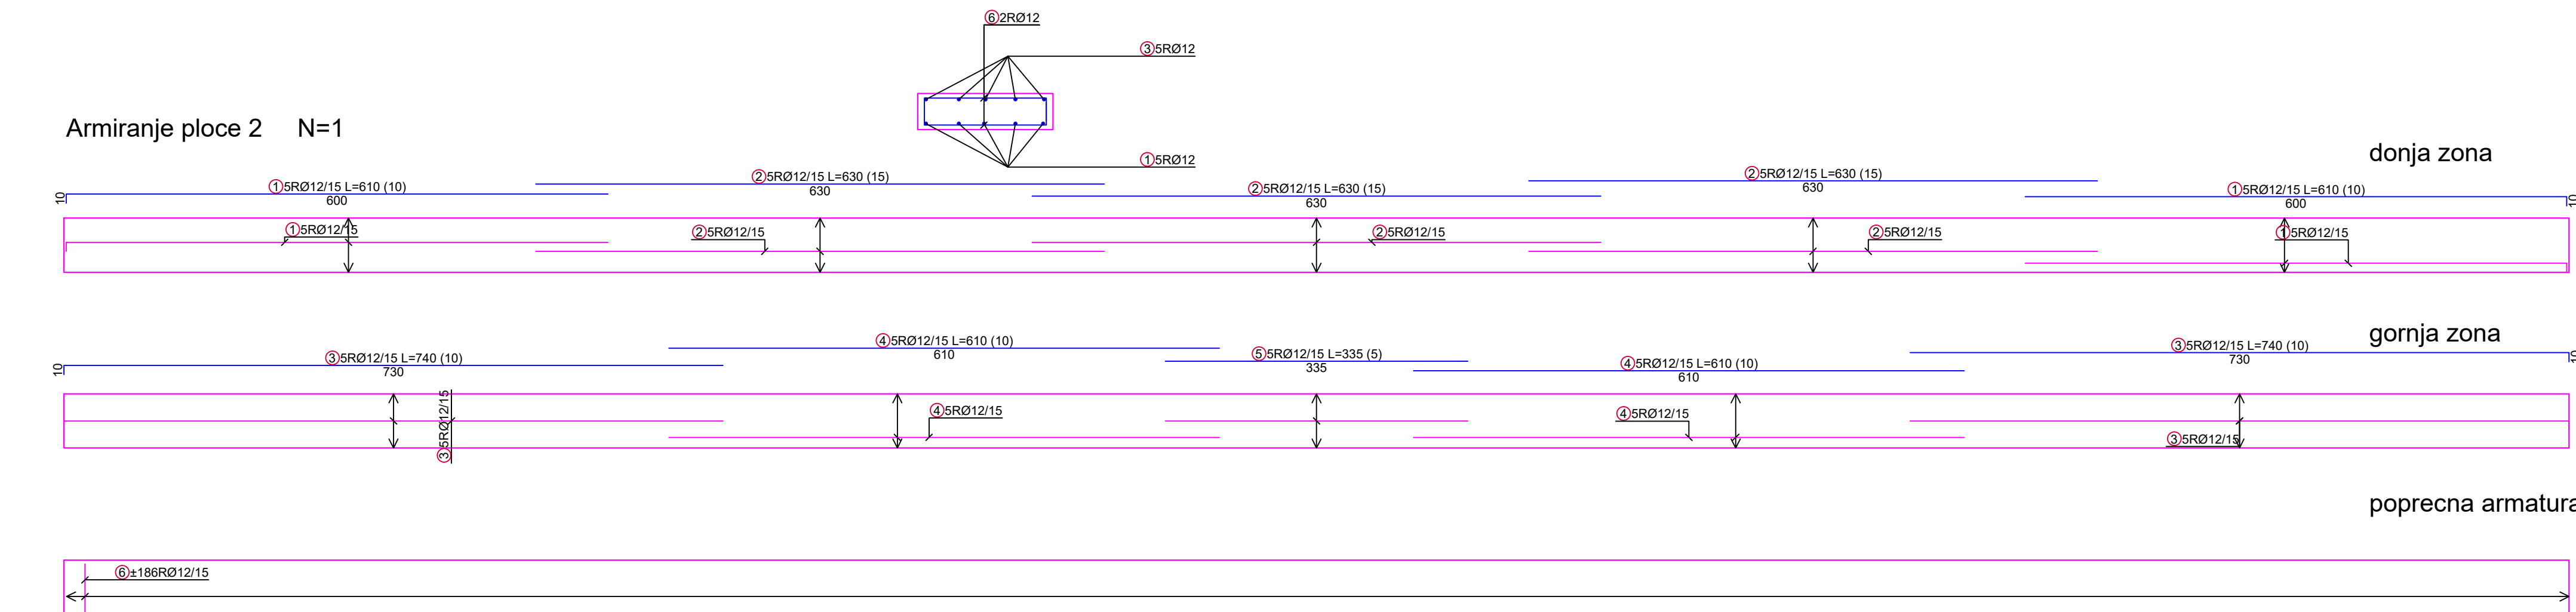 ⑥2RØ12
③5RØ12
Armiranje ploce 2 N=1
①5RØ12
donja zona
10
①5RØ12/15 L=610 (10)
600
②5RØ12/15 L=630 (15)
630
②5RØ12/15 L=630 (15)
630
②5RØ12/15 L=630 (15)
630
①5RØ12/15 L=610 (10)
600
10
①5RØ12/15
②5RØ12/15
②5RØ12/15
②5RØ12/15
①5RØ12/15
gornja zona
10
③5RØ12/15 L=740 (10)
730
④5RØ12/15 L=610 (10)
610
⑤5RØ12/15 L=335 (5)
335
④5RØ12/15 L=610 (10)
610
③5RØ12/15 L=740 (10)
730
10
③5RØ12/15
④5RØ12/15
④5RØ12/15
③5RØ12/15
poprecna armatura
⑥±186RØ12/15